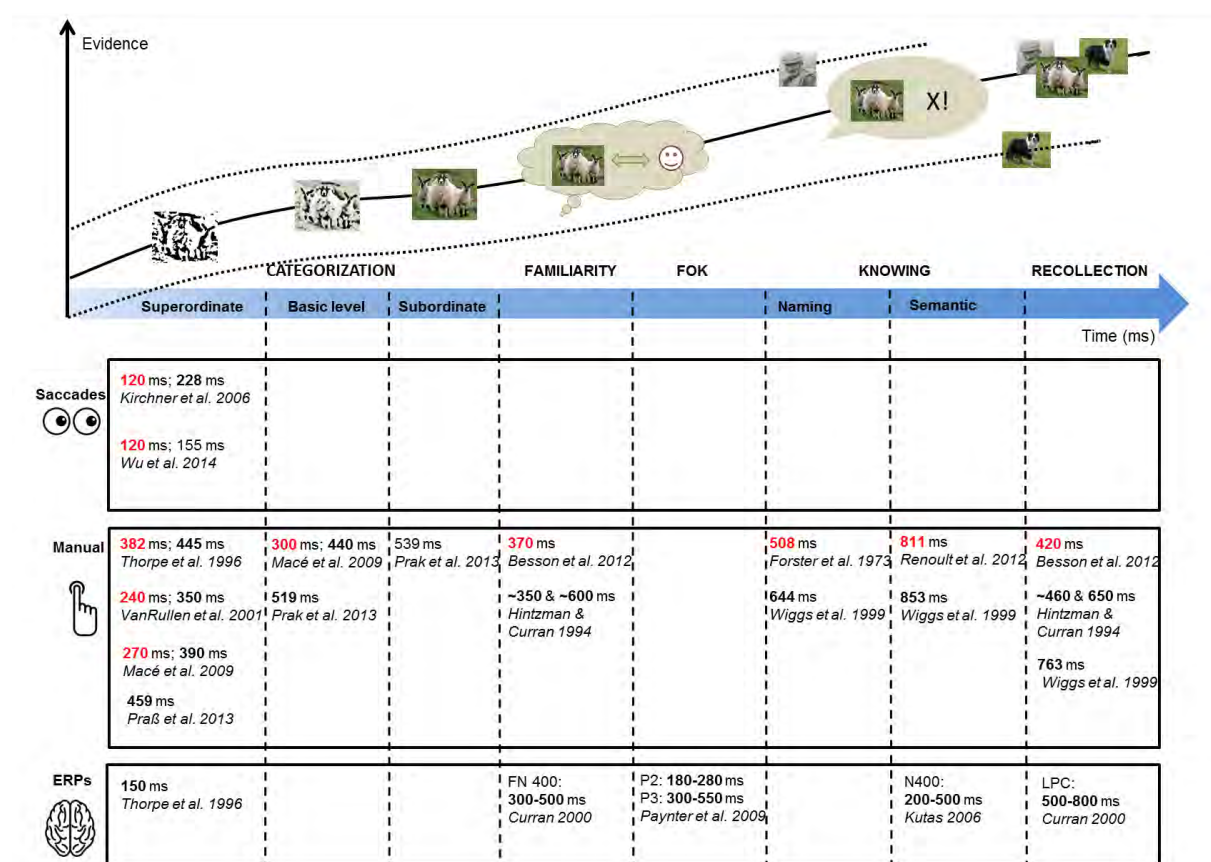 Evidence
X!
CATEGORIZATION
FAMILIARITY
FOK
KNOWING
RECOLLECTION
Superordinate
Basic level
Subordinate
Naming
Semantic
Time (ms)
Saccades
120 ms; 228 ms
Kirchner et al. 2006
120 ms; 155 ms
Wu et al. 2014
Manual
382 ms; 445 ms
Thorpe et al. 1996
240 ms; 350 ms
VanRullen et al. 2001
270 ms; 390 ms
Macé et al. 2009
459 ms
Praß et al. 2013
300 ms; 440 ms
Macé et al. 2009
519 ms
Prak et al. 2013
539 ms
Prak et al. 2013
370 ms
Besson et al. 2012
~350 & ~600 ms
Hintzman &
Curran 1994
508 ms
Forster et al. 1973
644 ms
Wiggs et al. 1999
811 ms
Renoult et al. 2012
853 ms
Wiggs et al. 1999
420 ms
Besson et al. 2012
~460 & 650 ms
Hintzman &
Curran 1994
763 ms
Wiggs et al. 1999
ERPs
150 ms
Thorpe et al. 1996
FN 400:
300-500 ms
Curran 2000
P2: 180-280 ms
P3: 300-550 ms
Paynter et al. 2009
N400:
200-500 ms
Kutas 2006
LPC:
500-800 ms
Curran 2000